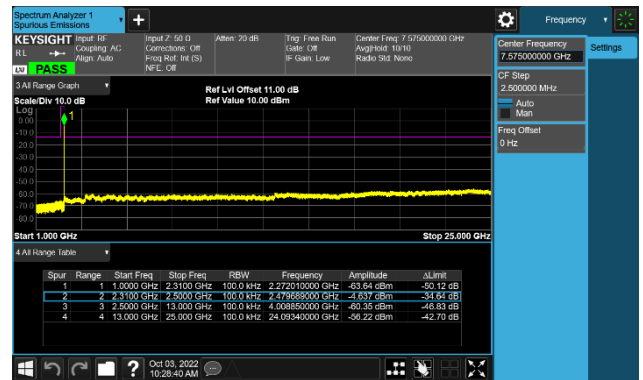 Spectrum Analyzer 1
Spurious Emissions
Frequency
KEYSIGHT
Input: RF
Coupling: AC
Align: Auto
RL
LXI PASS
Input Z: 50 Ω
Corrections: Off
Freq Ref: Int (S)
NFE: Off
Atten: 20 dB
Trig: Free Run
Gate: Off
IF Gain: Low
Center Freq: 7.575000000 GHz
Avg|Hold: 10/10
Radio Std: None
Center Frequency
7.575000000 GHz
Settings
CF Step
2.500000 MHz
Auto
Man
Freq Offset
0 Hz
3 All Range Graph
Scale/Div 10.0 dB
Ref Lvl Offset 11.00 dB
Ref Value 10.00 dBm
Log
1
0.00
-10.0
-20.0
-30.0
-40.0
-50.0
-60.0
-70.0
-80.0
Start 1.000 GHz
Stop 25.000 GHz
4 All Range Table
Spur Range Start Freq Stop Freq RBW Frequency Amplitude ΔLimit
1 1 1.0000 GHz 2.3100 GHz 100.0 kHz 2.272010000 GHz -63.64 dBm -50.12 dB
2 2 2.3100 GHz 2.5000 GHz 100.0 kHz 2.479689000 GHz -4.637 dBm -34.64 dB
3 3 2.5000 GHz 13.000 GHz 100.0 kHz 4.008850000 GHz -60.35 dBm -46.83 dB
4 4 13.000 GHz 25.000 GHz 100.0 kHz 24.09340000 GHz -56.22 dBm -42.70 dB
?
Oct 03, 2022
10:28:40 AM